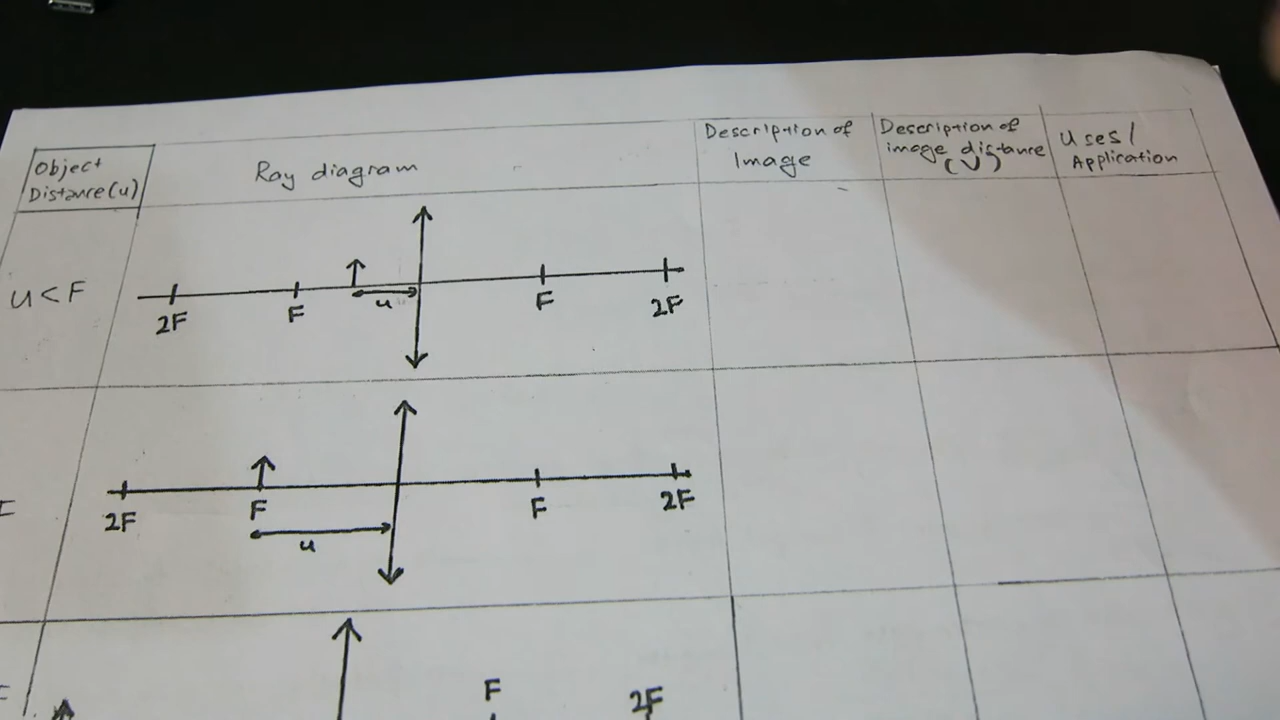 Object
Distance(u)
Ray diagram
Description of
Image
Description of
image distance
(V)
Uses/
Application
u<F
2F
F
u
F
2F
2F
F
u
F
2F
F
2F